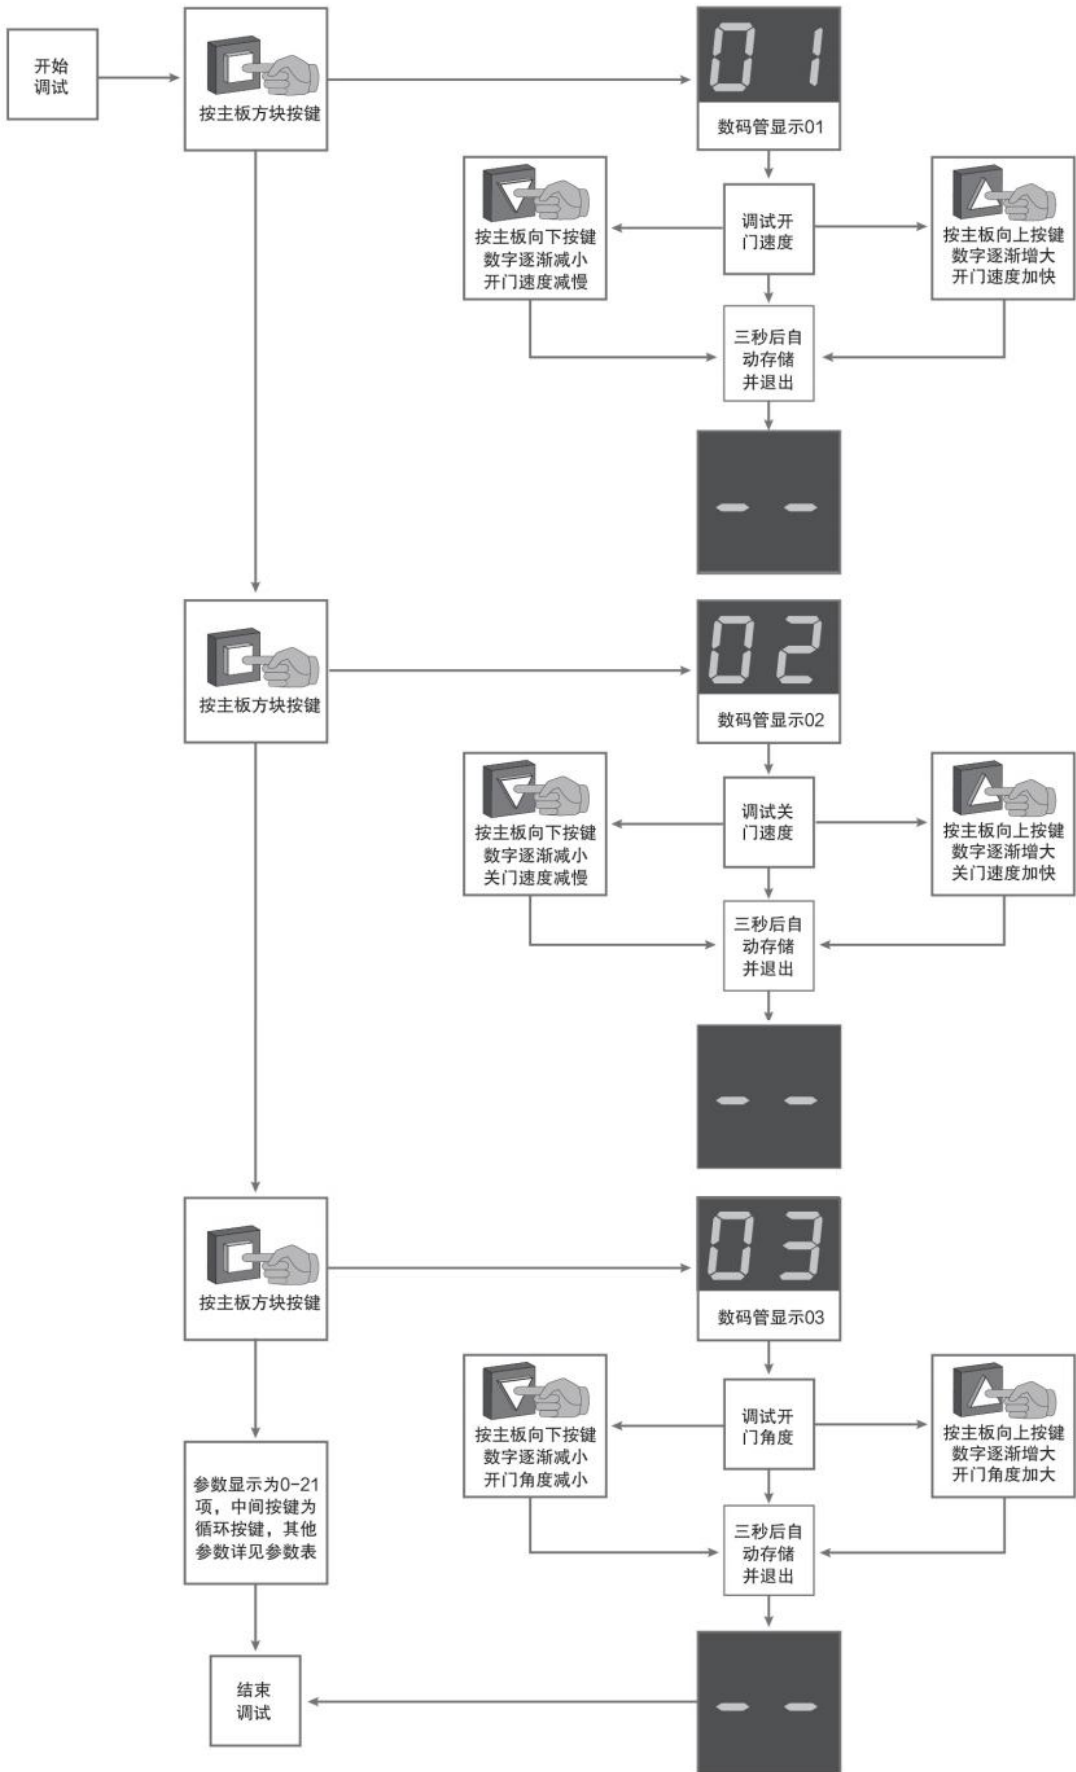 开始
调试
按主板方块按键
01
数码管显示01
按主板向下按键
数字逐渐减小
开门速度减慢
调试开
门速度
按主板向上按键
数字逐渐增大
开门速度加快
三秒后自
动存储
并退出
– –
按主板方块按键
02
数码管显示02
按主板向下按键
数字逐渐减小
关门速度减慢
调试关
门速度
按主板向上按键
数字逐渐增大
关门速度加快
三秒后自
动存储
并退出
– –
按主板方块按键
03
数码管显示03
按主板向下按键
数字逐渐减小
开门角度减小
调试开
门角度
按主板向上按键
数字逐渐增大
开门角度加大
参数显示为0-21
项，中间按键为
循环按键，其他
参数详见参数表
三秒后自
动存储
并退出
– –
结束
调试